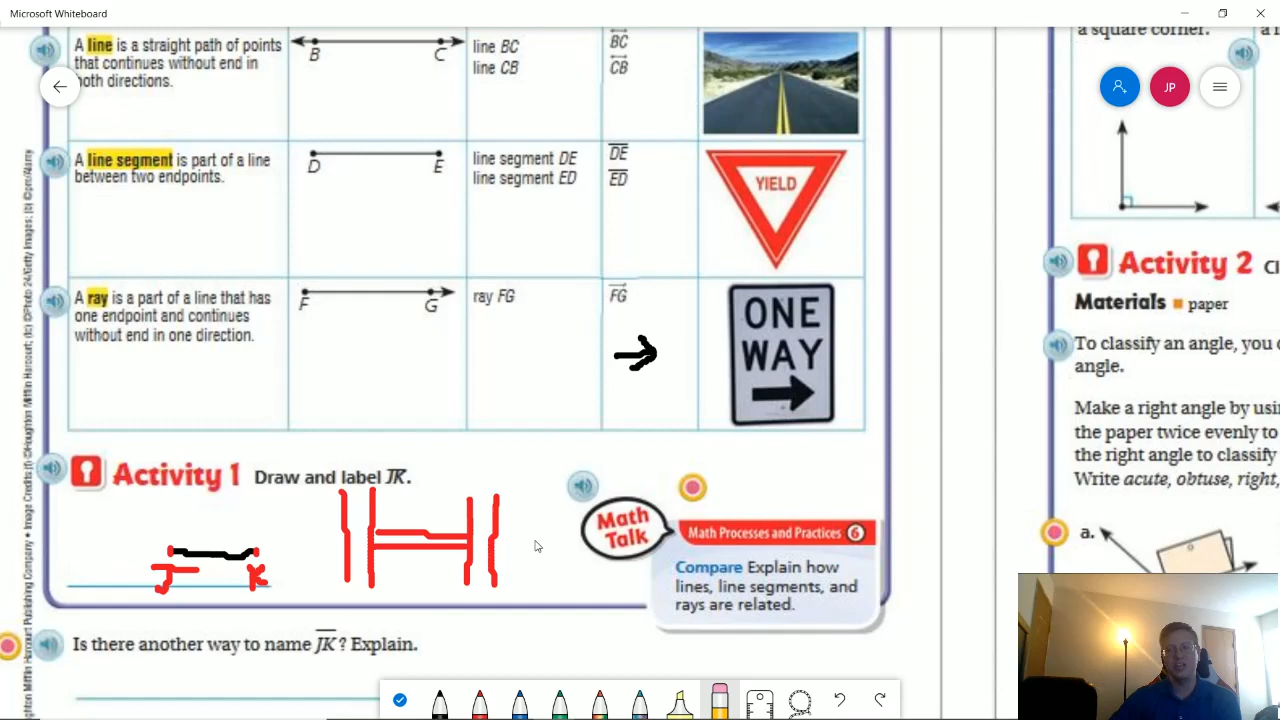 Microsoft Whiteboard
A line is a straight path of points
that continues without end in
both directions.
B C
line BC
line CB
BC
CB
A line segment is part of a line
between two endpoints.
D E
line segment DE
line segment ED
DE
ED
YIELD
A ray is a part of a line that has
one endpoint and continues
without end in one direction.
F G
ray FG
FG
ONE
WAY
Activity 1 Draw and label JK.
J K
Math
Talk
Math Processes and Practices 6
Compare Explain how
lines, line segments, and
rays are related.
Is there another way to name JK? Explain.
a square corner.
JP
Activity 2
Materials ■ paper
To classify an angle, you
angle.
Make a right angle by
the paper twice evenly to
the right angle to classify
Write acute, obtuse, right,
a.